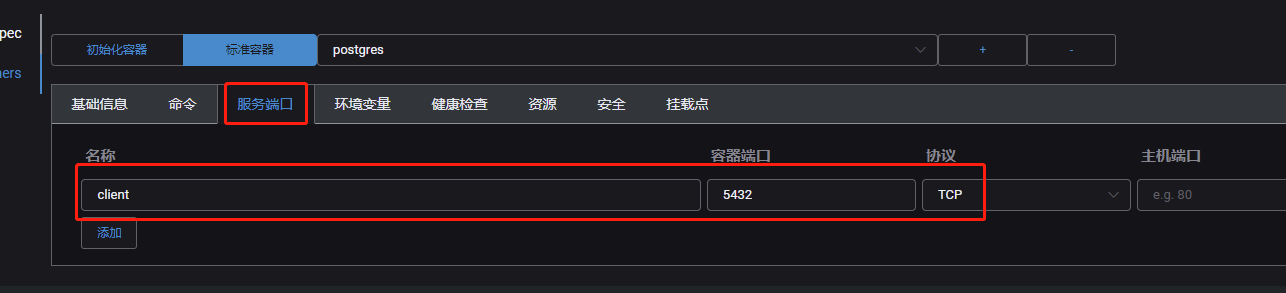 pec
初始化容器 标准容器 postgres + -
ners
基础信息 命令 服务端口 环境变量 健康检查 资源 安全 挂载点
名称 容器端口 协议 主机端口
client 5432 TCP e.g. 80
添加